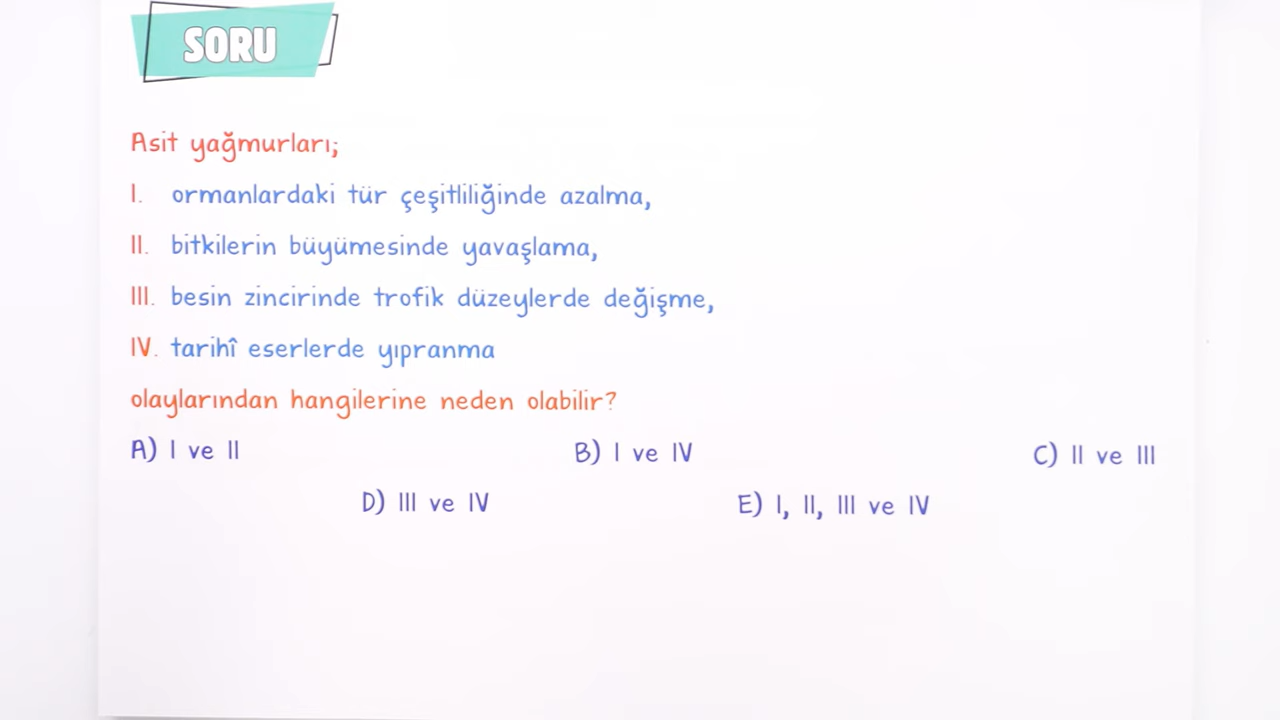 SORU
Asit yağmurları;
I. ormanlardaki tür çeşitliliğinde azalma,
II. bitkilerin büyümesinde yavaşlama,
III. besin zincirinde trofik düzeylerde değişme,
IV. tarihî eserlerde yıpranma
olaylarından hangilerine neden olabilir?
A) I ve II B) I ve IV C) II ve III
D) III ve IV E) I, II, III ve IV